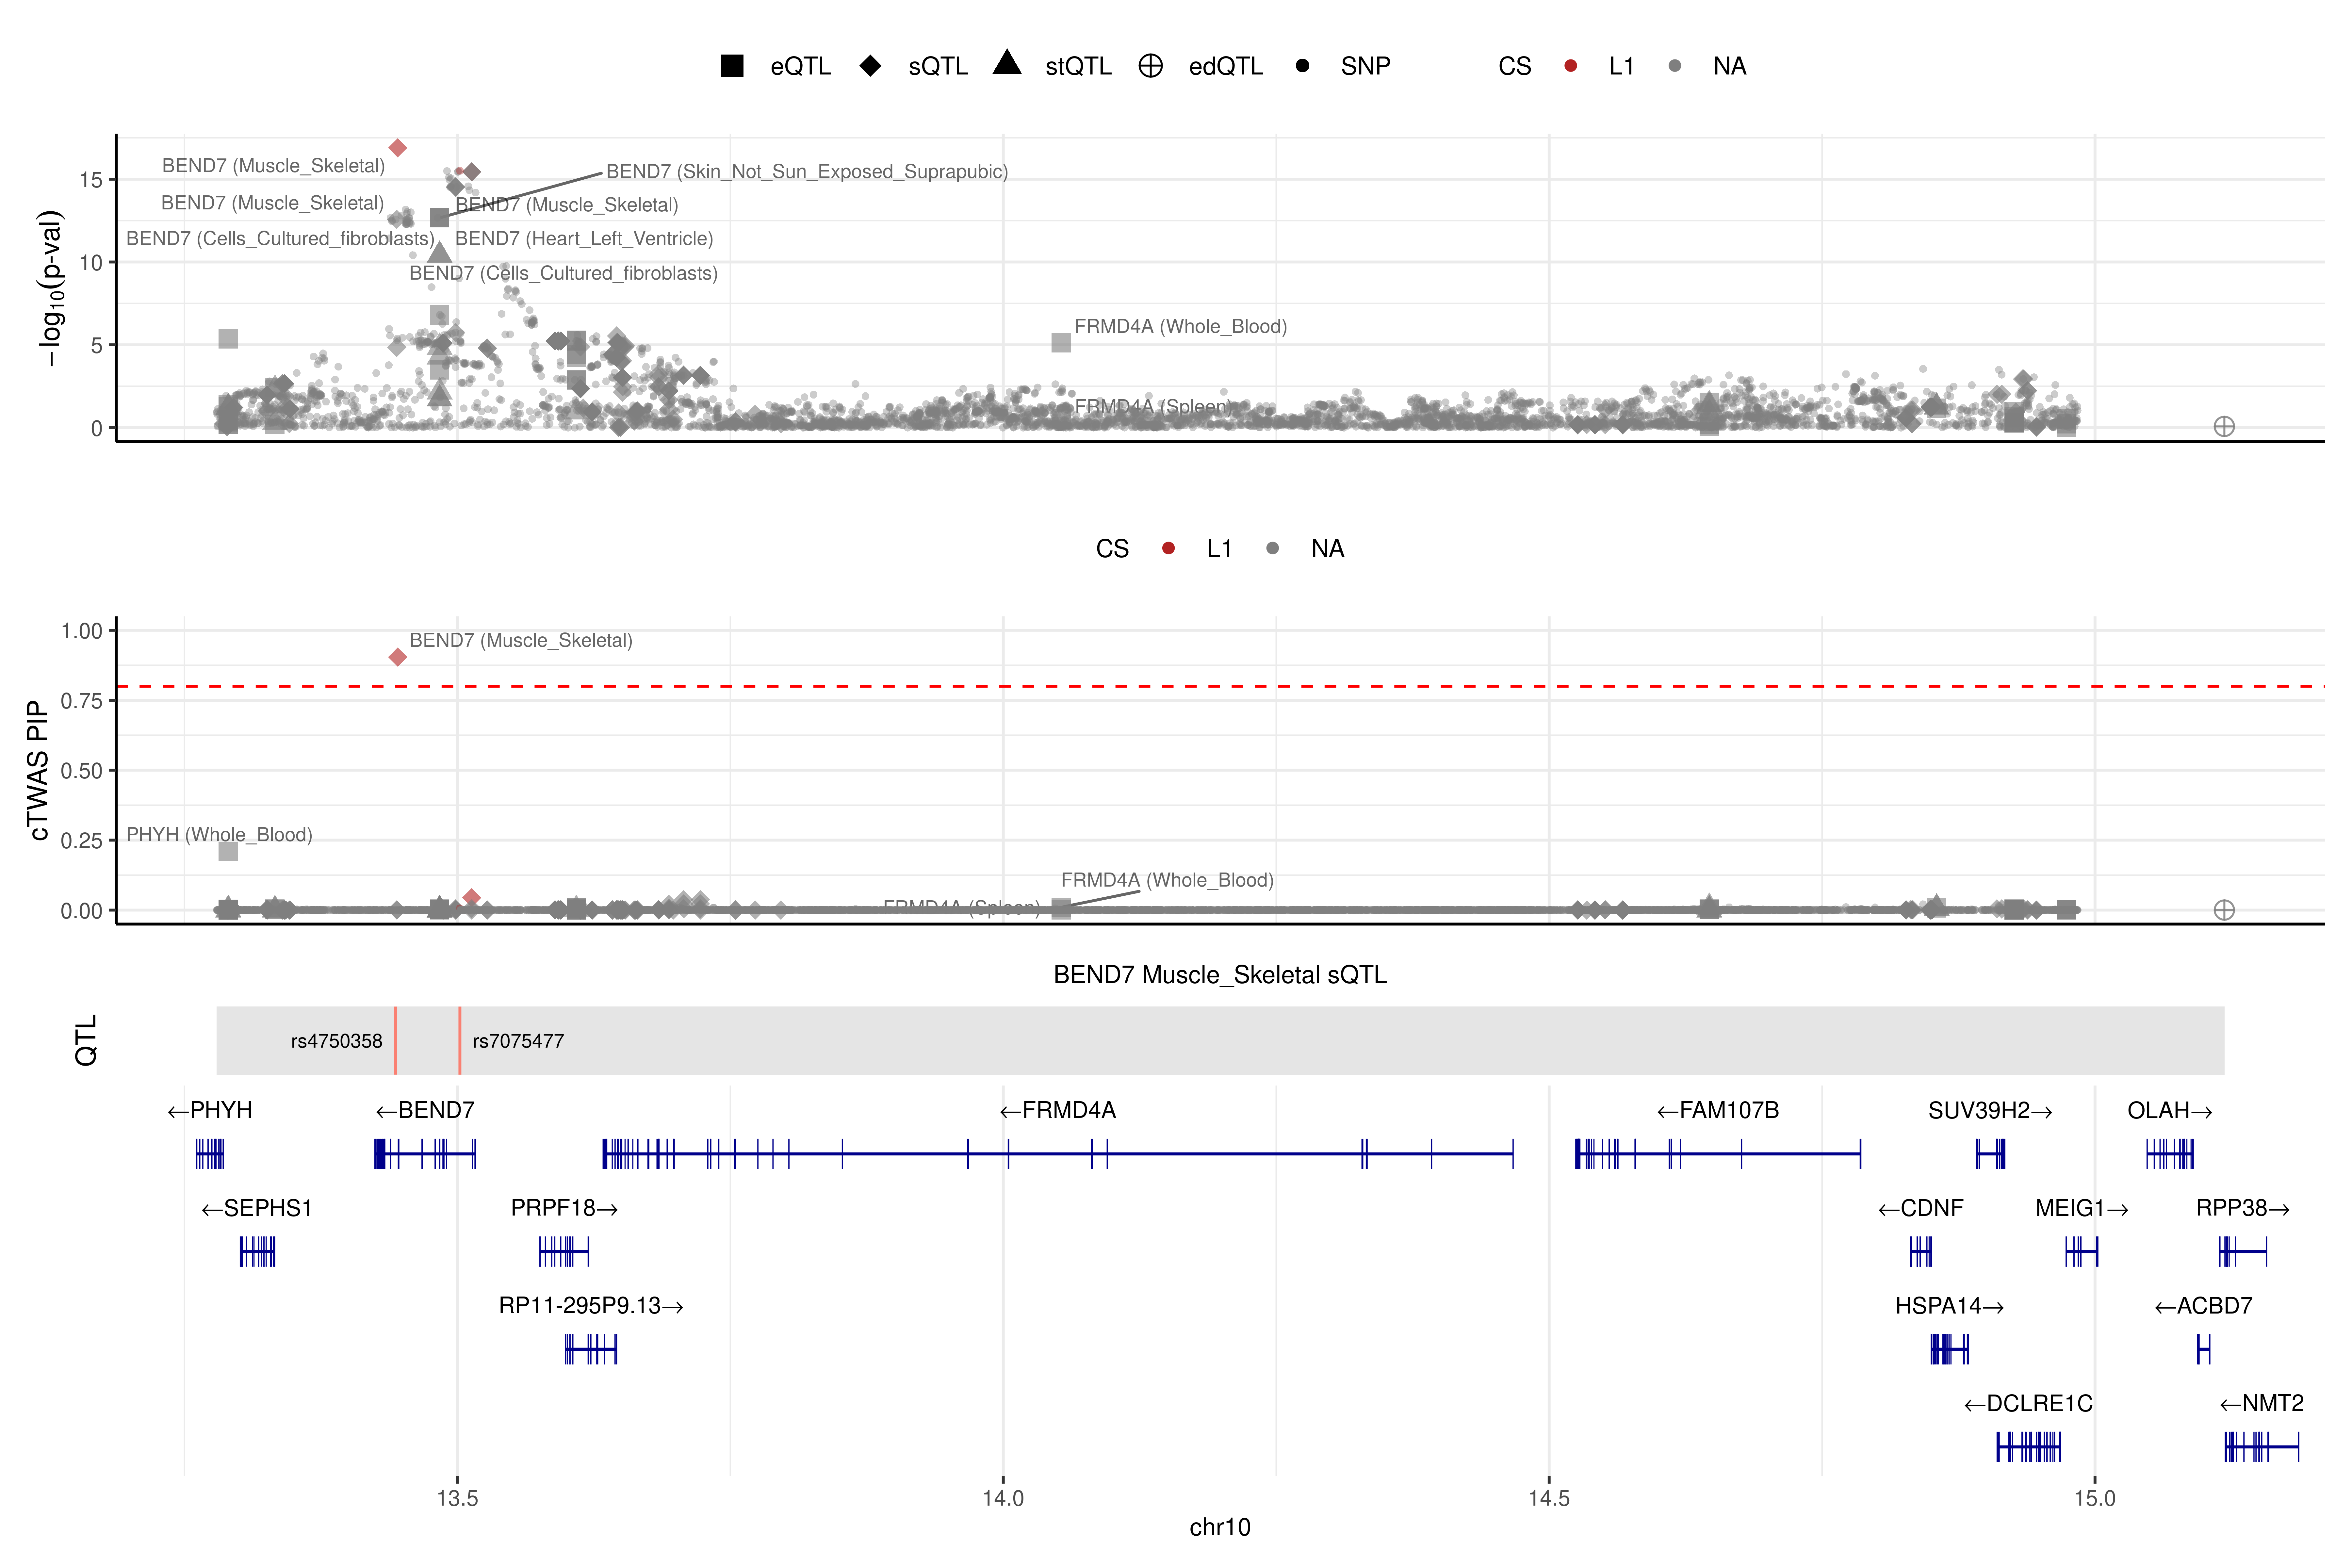 eQTL sQTL stQTL edQTL SNP CS L1 NA
−log10(p-val)
15
10
5
0
BEND7 (Muscle_Skeletal)
BEND7 (Skin_Not_Sun_Exposed_Suprapubic)
BEND7 (Muscle_Skeletal)
BEND7 (Muscle_Skeletal)
BEND7 (Cells_Cultured_fibroblasts)
BEND7 (Heart_Left_Ventricle)
BEND7 (Cells_Cultured_fibroblasts)
FRMD4A (Whole_Blood)
FRMD4A (Spleen)
CS L1 NA
cTWAS PIP
1.00
0.75
0.50
0.25
0.00
BEND7 (Muscle_Skeletal)
PHYH (Whole_Blood)
FRMD4A (Whole_Blood)
FRMD4A (Spleen)
BEND7 Muscle_Skeletal sQTL
QTL
rs4750358 rs7075477
←PHYH ←BEND7 ←FRMD4A ←FAM107B SUV39H2→ OLAH→
←SEPHS1 PRPF18→ ←CDNF MEIG1→ RPP38→
RP11-295P9.13→ HSPA14→ ←ACBD7
←DCLRE1C ←NMT2
13.5 14.0 14.5 15.0
chr10